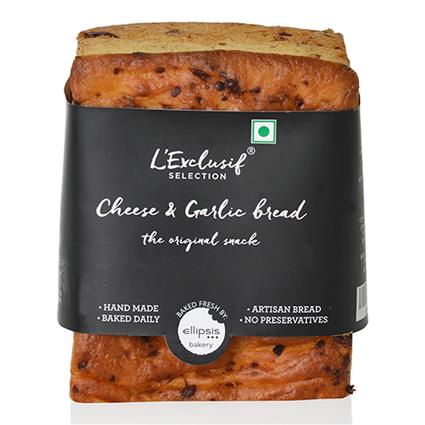 L'Exclusif®
SELECTION
Cheese & Garlic bread
the original snack
• HAND MADE
• BAKED DAILY
BAKED FRESH BY:
ellipsis
bakery
• ARTISAN BREAD
• NO PRESERVATIVES